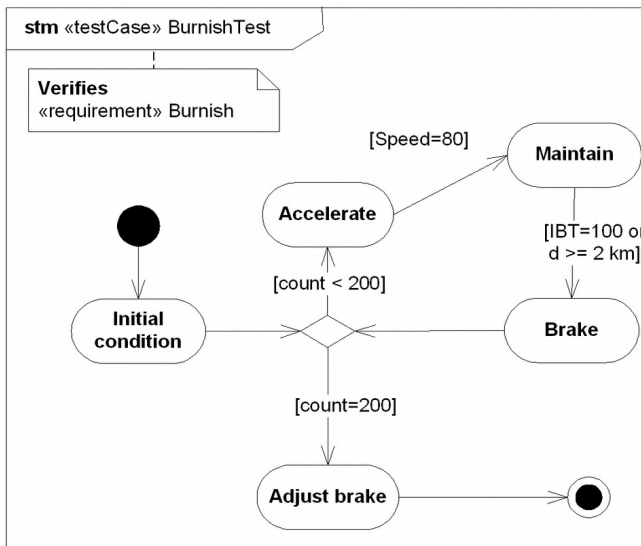 stm «testCase» BurnishTest
Verifies
«requirement» Burnish
[Speed=80]
Maintain
Accelerate
[IBT=100 or
d >= 2 km]
[count < 200]
Initial
condition
Brake
[count=200]
Adjust brake